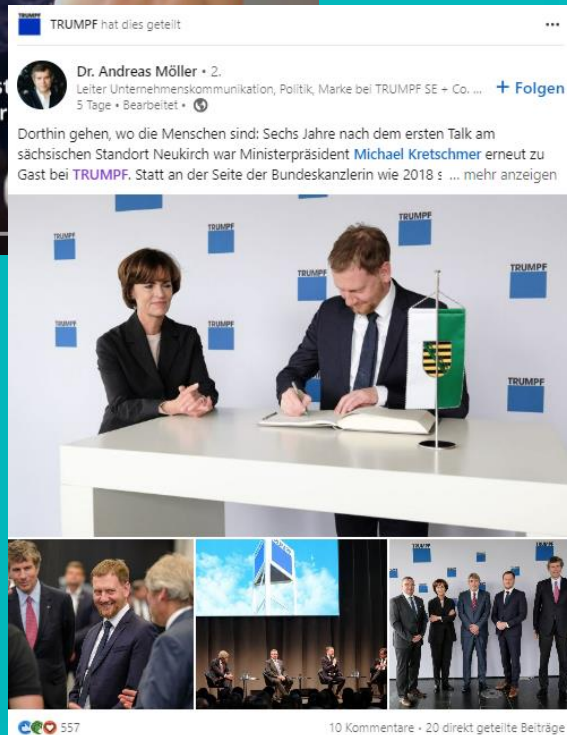 TRUMPF
TRUMPF hat dies geteilt
Dr. Andreas Möller • 2.
Leiter Unternehmenskommunikation, Politik, Marke bei TRUMPF SE + Co. ...
+ Folgen
5 Tage • Bearbeitet •
Dorthin gehen, wo die Menschen sind: Sechs Jahre nach dem ersten Talk am
sächsischen Standort Neukirch war Ministerpräsident Michael Kretschmer erneut zu
Gast bei TRUMPF. Statt an der Seite der Bundeskanzlerin wie 2018 s ... mehr anzeigen
TRUMPF
TRUMPF
TRUMPF
TRUMPF
TRUMPF
TRUMPF
TRUMPF
557
10 Kommentare • 20 direkt geteilte Beiträge